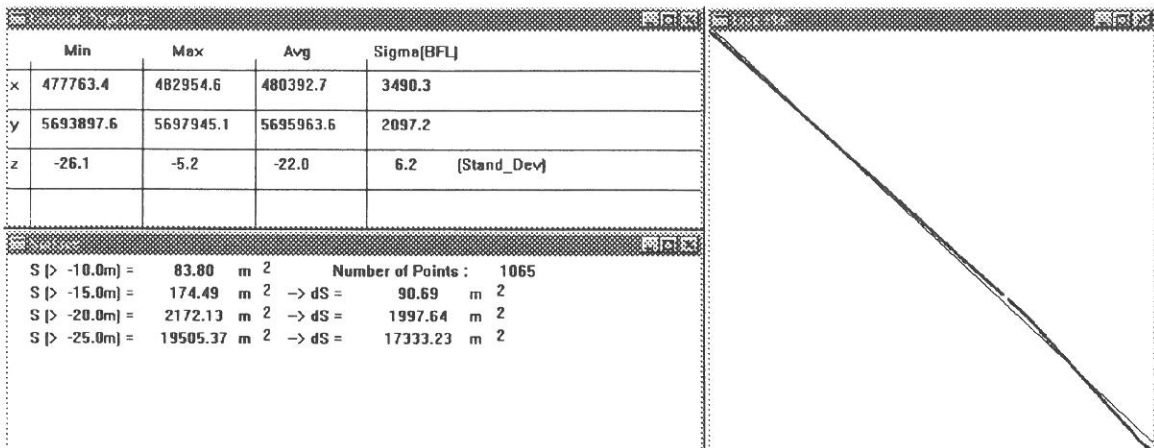 Min Max Avg Sigma(BFL)
x 477763.4 482954.6 480392.7 3490.3
y 5693897.6 5697945.1 5695963.6 2097.2
z -26.1 -5.2 -22.0 6.2 (Stand_Dev)
S (> -10.0m) = 83.80 m 2 Number of Points : 1065
S (> -15.0m) = 174.49 m 2 -> dS = 90.69 m 2
S (> -20.0m) = 2172.13 m 2 -> dS = 1997.64 m 2
S (> -25.0m) = 19505.37 m 2 -> dS = 17333.23 m 2